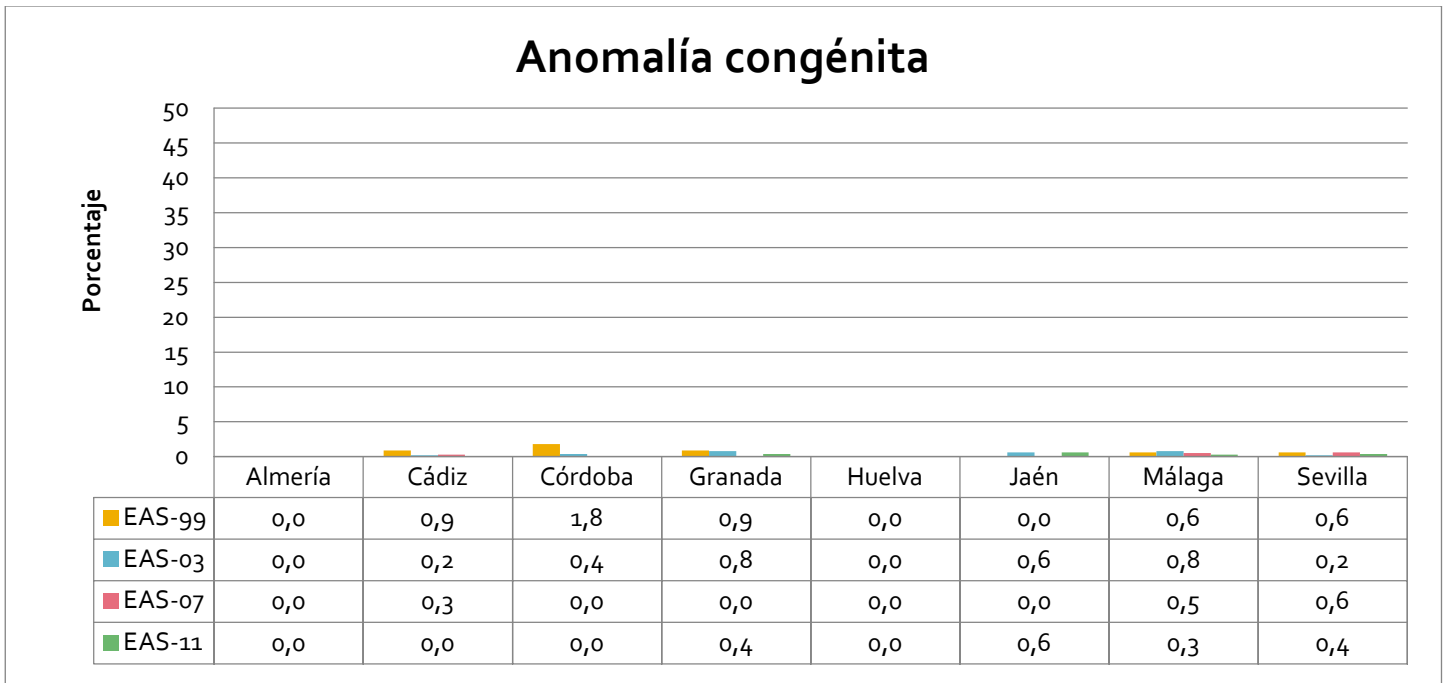 Anomalía congénita
Porcentaje
50
45
40
35
30
25
20
15
10
5
0
Almería Cádiz Córdoba Granada Huelva Jaén Málaga Sevilla
EAS-99 0,0 0,9 1,8 0,9 0,0 0,0 0,6 0,6
EAS-03 0,0 0,2 0,4 0,8 0,0 0,6 0,8 0,2
EAS-07 0,0 0,3 0,0 0,0 0,0 0,0 0,5 0,6
EAS-11 0,0 0,0 0,0 0,4 0,0 0,6 0,3 0,4